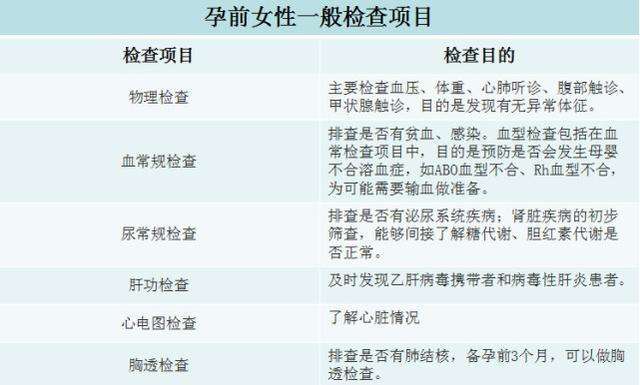 孕前女性一般检查项目
检查项目
检查目的
物理检查
主要检查血压、体重、心肺听诊、腹部触诊、
甲状腺触诊，目的是发现有无异常体征。
血常规检查
排查是否有贫血、感染。血型检查包括在血
常检查项目中，目的是预防是否会发生母婴
不合溶血症，如ABO血型不合、Rh血型不合，
为可能需要输血做准备。
尿常规检查
排查是否有泌尿系统疾病；肾脏疾病的初步
筛查，能够间接了解糖代谢、胆红素代谢是
否正常。
肝功检查
及时发现乙肝病毒携带者和病毒性肝炎患者。
心电图检查
了解心脏情况
胸透检查
排查是否有肺结核，备孕前3个月，可以做胸
透检查。